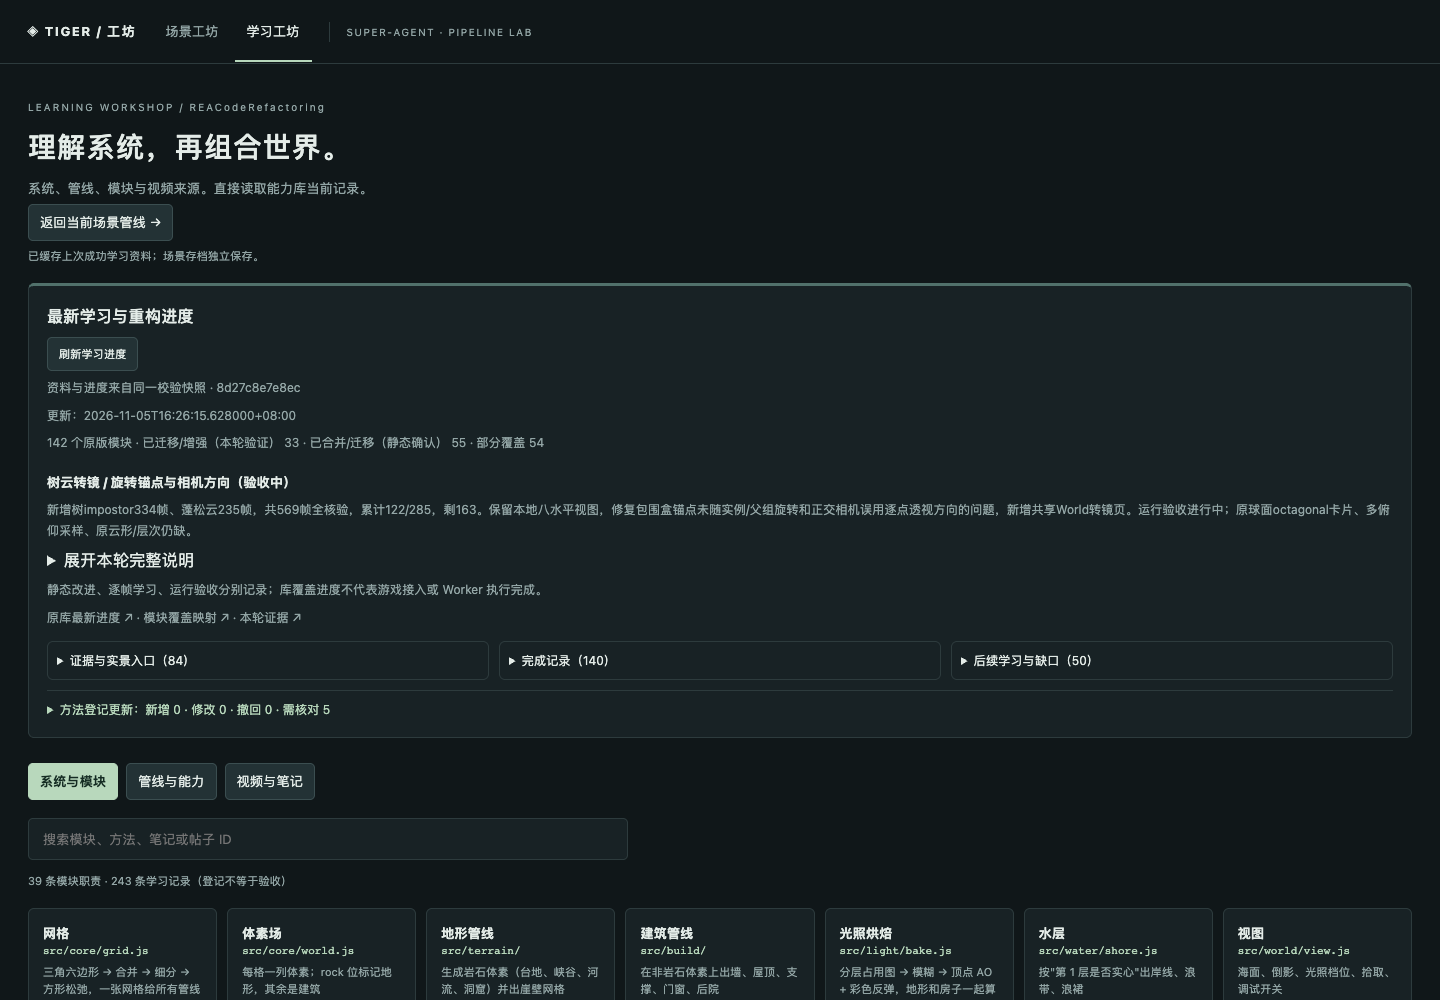 ◈ TIGER / 工坊
场景工坊
学习工坊
SUPER-AGENT · PIPELINE LAB
LEARNING WORKSHOP / REACodeRefactoring
理解系统，再组合世界。
系统、管线、模块与视频来源。直接读取能力库当前记录。
返回当前场景管线 →
已缓存上次成功学习资料；场景存档独立保存。
最新学习与重构进度
刷新学习进度
资料与进度来自同一校验快照 · 8d27c8e7e8ec
更新：2026-11-05T16:26:15.628000+08:00
142 个原版模块 · 已迁移/增强（本轮验证） 33 · 已合并/迁移（静态确认） 55 · 部分覆盖 54
树云转镜 / 旋转锚点与相机方向（验收中）
新增树impostor334帧、蓬松云235帧，共569帧全核验，累计122/285，剩163。保留本地八水平视图，修复包围盒锚点未随实例/父组旋转和正交相机误用逐点透视方向的问题，新增共享World转镜页。运行验收进行中；原球面octagonal卡片、多俯
仰采样、原云形/层次仍缺。
▶ 展开本轮完整说明
静态改进、逐帧学习、运行验收分别记录；库覆盖进度不代表游戏接入或 Worker 执行完成。
原库最新进度 ↗ · 模块覆盖映射 ↗ · 本轮证据 ↗
▶ 证据与实景入口（84）
▶ 完成记录（140）
▶ 后续学习与缺口（50）
▶ 方法登记更新：新增 0 · 修改 0 · 撤回 0 · 需核对 5
系统与模块
管线与能力
视频与笔记
搜索模块、方法、笔记或帖子 ID
39 条模块职责 · 243 条学习记录（登记不等于验收）
网格
src/core/grid.js
三角六边形 → 合并 → 细分 →
方形松弛，一张网格给所有管线
体素场
src/core/world.js
每格一列体素；rock 位标记地
形，其余是建筑
地形管线
src/terrain/
生成岩石体素（台地、峡谷、河
流、洞窟）并出崖壁网格
建筑管线
src/build/
在非岩石体素上出墙、屋顶、支
撑、门窗、后院
光照烘焙
src/light/bake.js
分层占用图 → 模糊 → 顶点 AO
+ 彩色反弹，地形和房子一起算
水层
src/water/shore.js
按"第 1 层是否实心"出岸线、浪
带、浪裙
视图
src/world/view.js
海面、倒影、光照档位、拾取、
调试开关